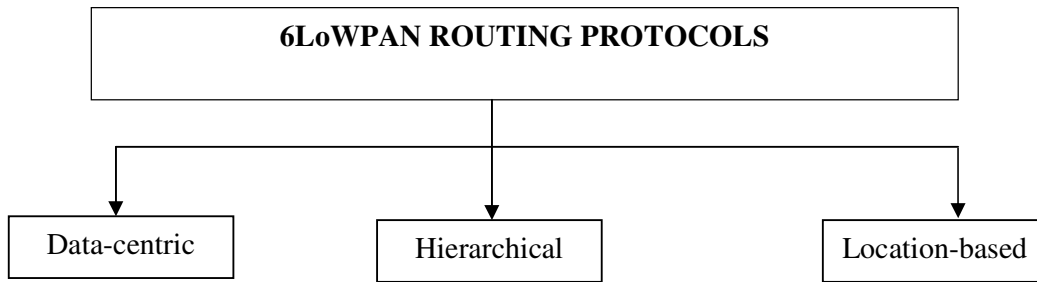 6LoWPAN ROUTING PROTOCOLS
Data-centric
Hierarchical
Location-based